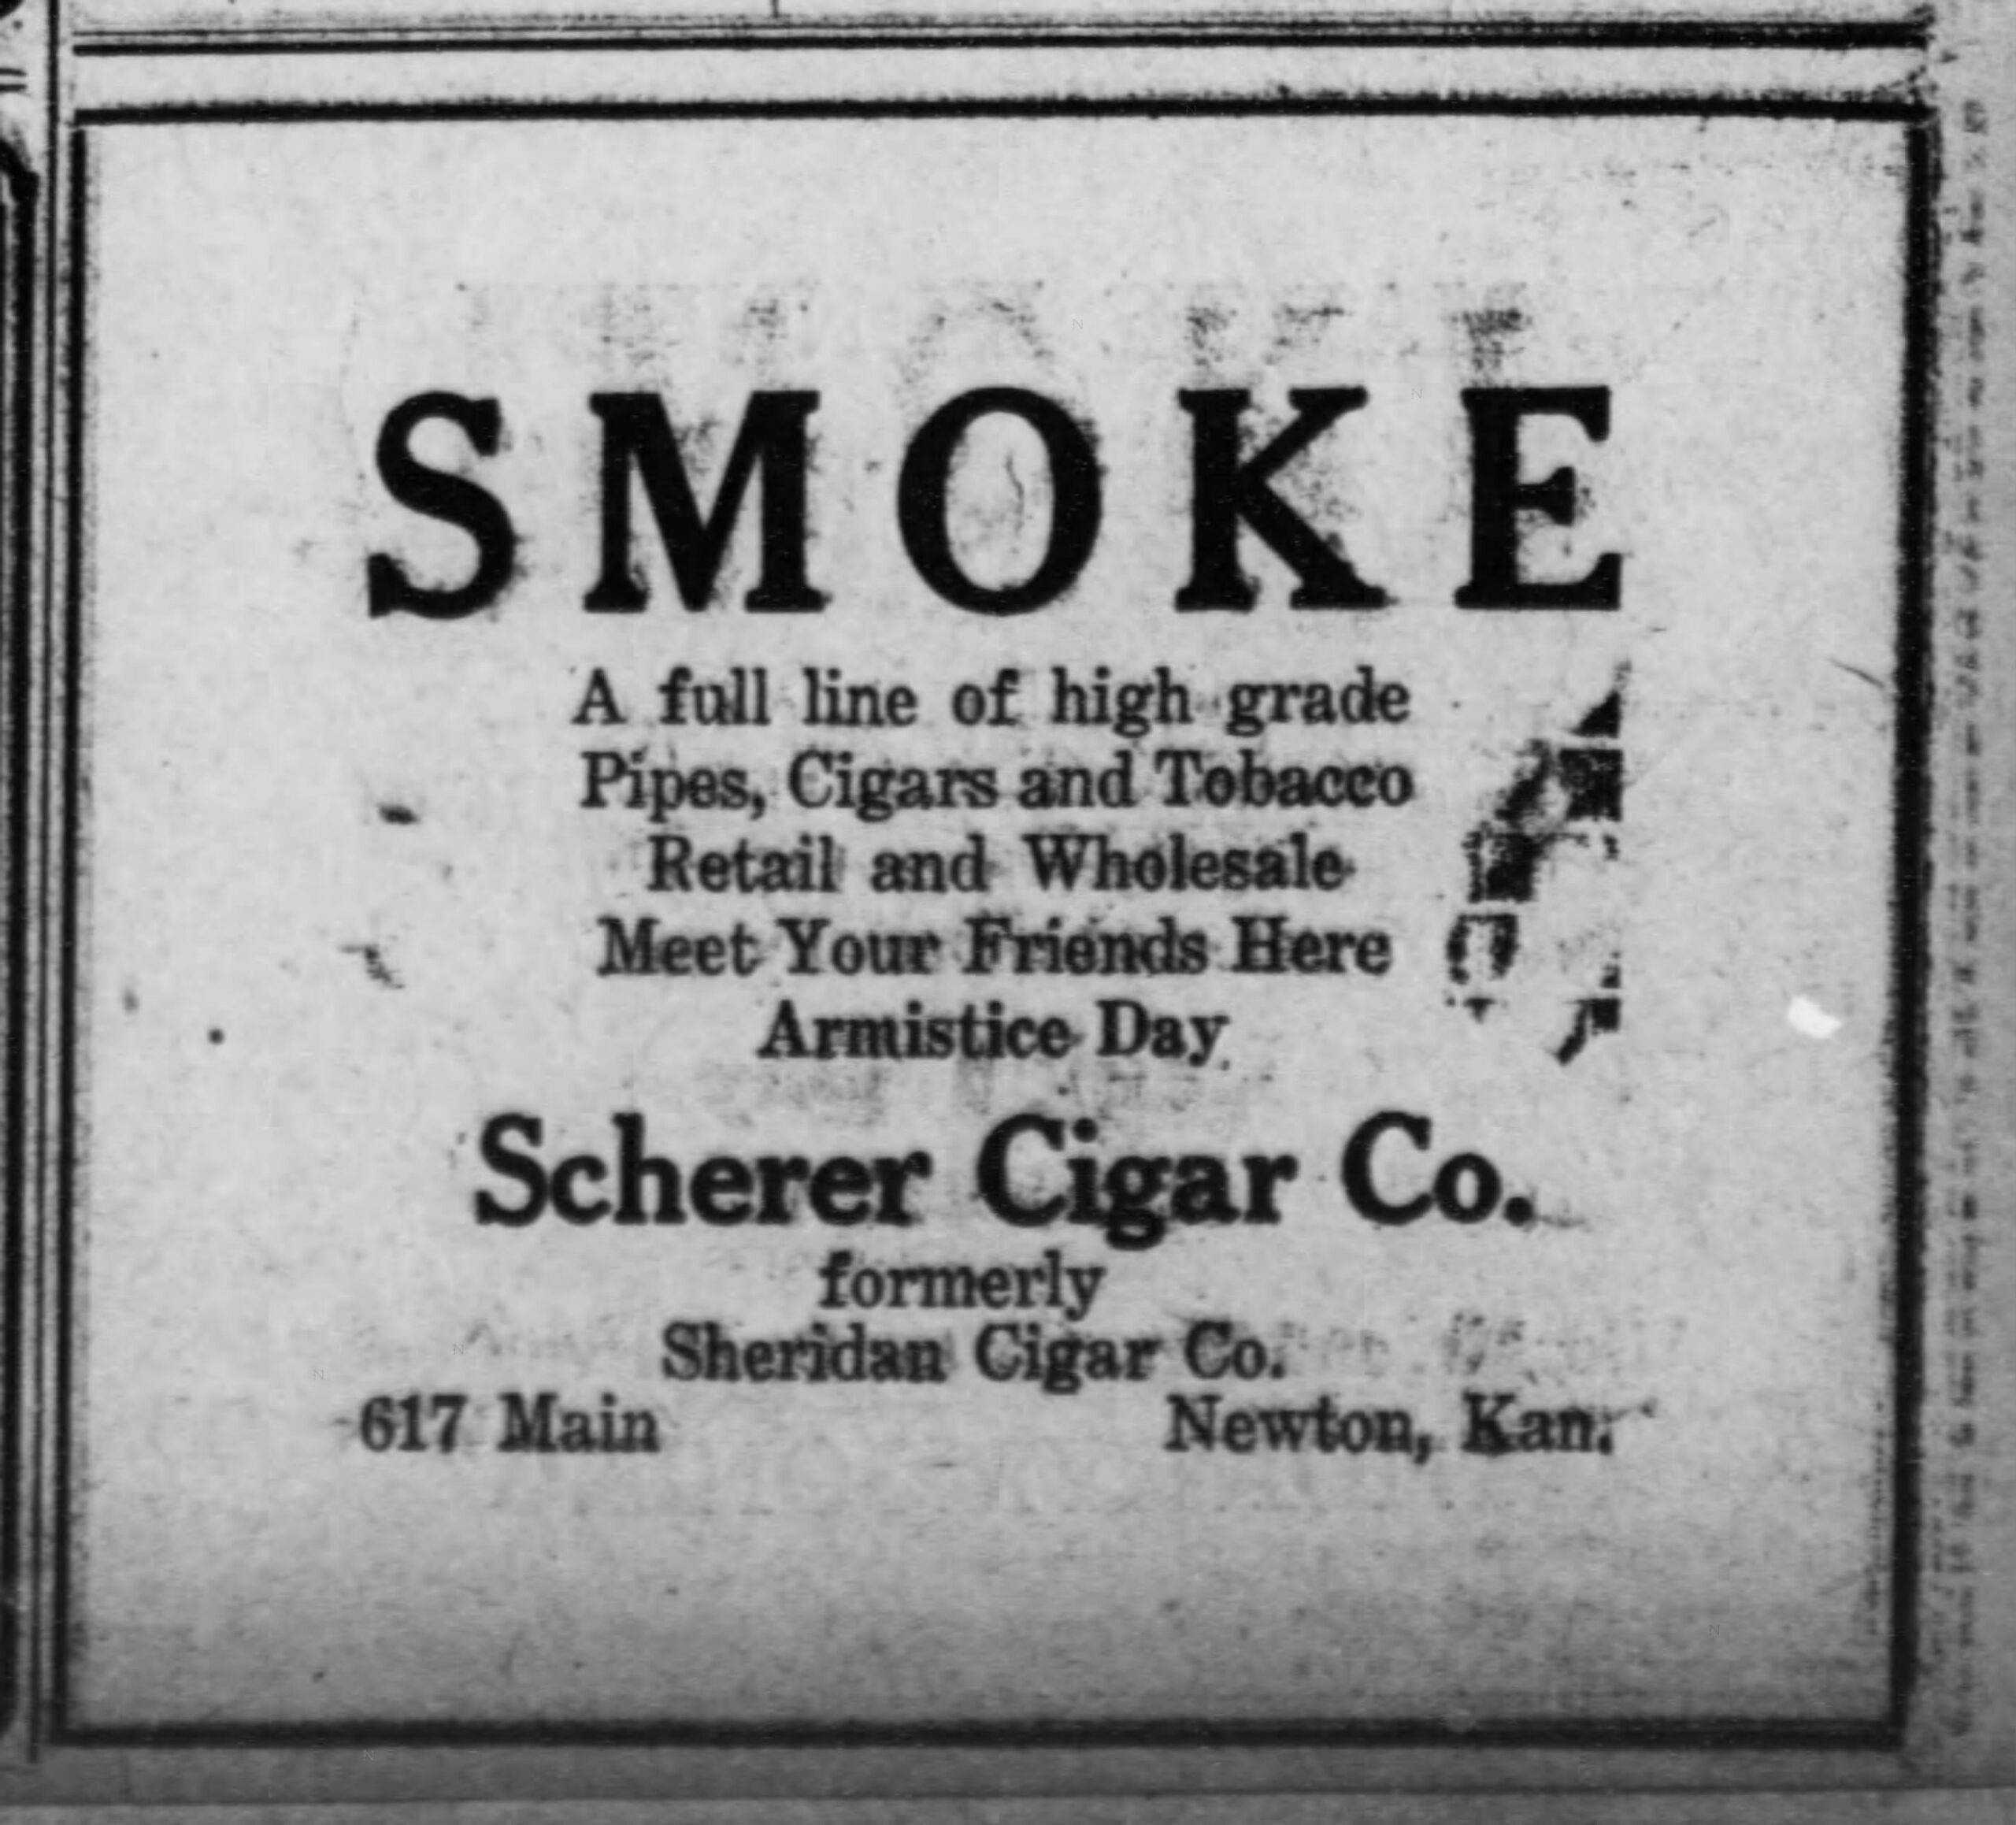 SMOKE
A full line of high grade
Pipes, Cigars and Tobacco
Retail and Wholesale
Meet Your Friends Here
Armistice Day
Scherer Cigar Co.
formerly
Sheridan Cigar Co.
617 Main Newton, Kan.